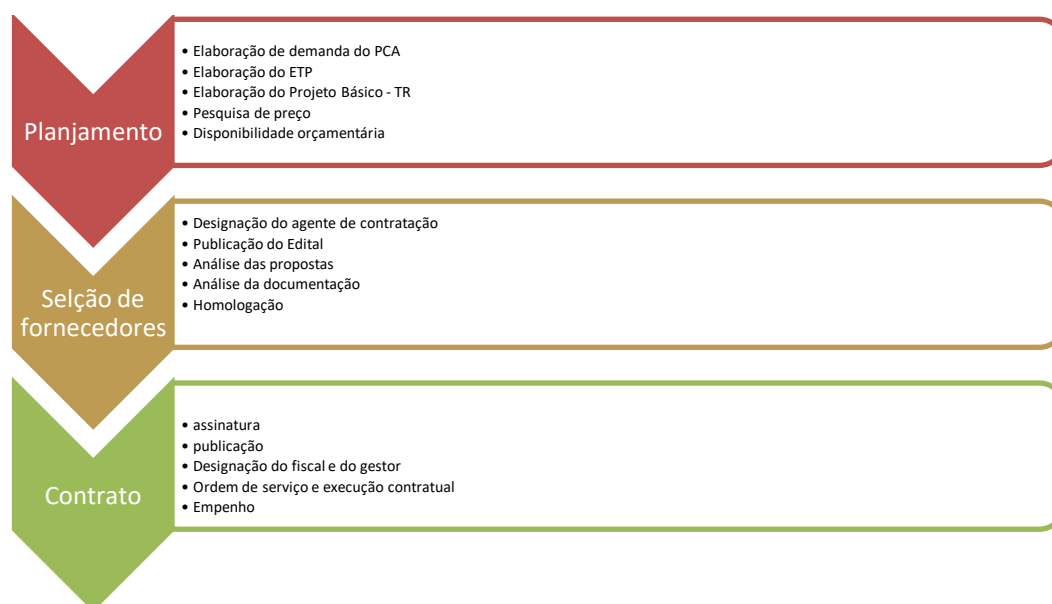 Planjamento
• Elaboração de demanda do PCA
• Elaboração do ETP
• Elaboração do Projeto Básico - TR
• Pesquisa de preço
• Disponibilidade orçamentária
Selção de
fornecedores
• Designação do agente de contratação
• Publicação do Edital
• Análise das propostas
• Análise da documentação
• Homologação
Contrato
• assinatura
• publicação
• Designação do fiscal e do gestor
• Ordem de serviço e execução contratual
• Empenho